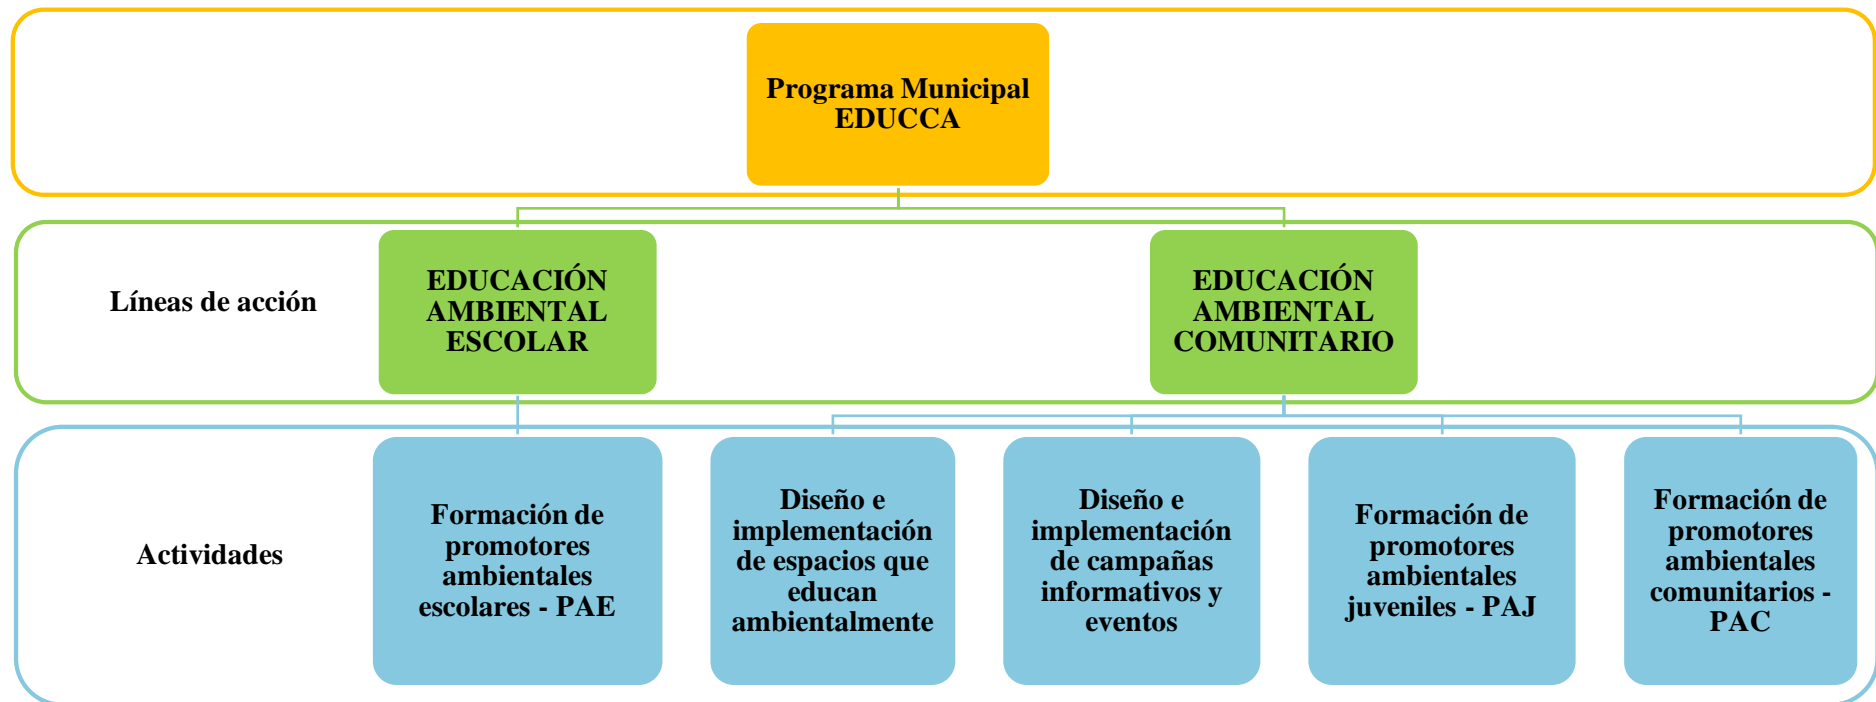 Programa Municipal
EDUCCA
Líneas de acción
EDUCACIÓN
AMBIENTAL
ESCOLAR
EDUCACIÓN
AMBIENTAL
COMUNITARIO
Actividades
Formación de
promotores
ambientales
escolares - PAE
Diseño e
implementación
de espacios que
educan
ambientalmente
Diseño e
implementación
de campañas
informativos y
eventos
Formación de
promotores
ambientales
juveniles - PAJ
Formación de
promotores
ambientales
comunitarios -
PAC